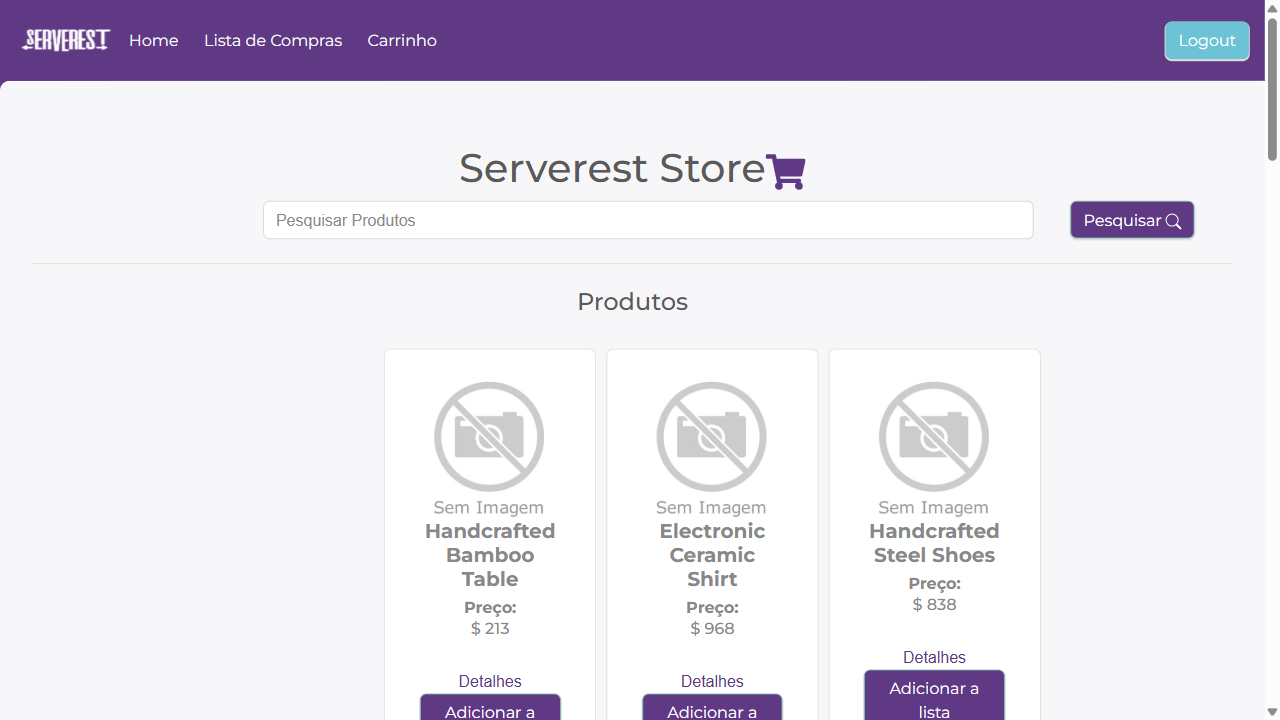 SERVEREST Home Lista de Compras Carrinho Logout
Serverest Store
Pesquisar Produtos Pesquisar
Produtos
Sem Imagem
Handcrafted
Bamboo
Table
Preço:
$ 213
Detalhes
Adicionar a
Sem Imagem
Electronic
Ceramic
Shirt
Preço:
$ 968
Detalhes
Adicionar a
Sem Imagem
Handcrafted
Steel Shoes
Preço:
$ 838
Detalhes
Adicionar a
lista